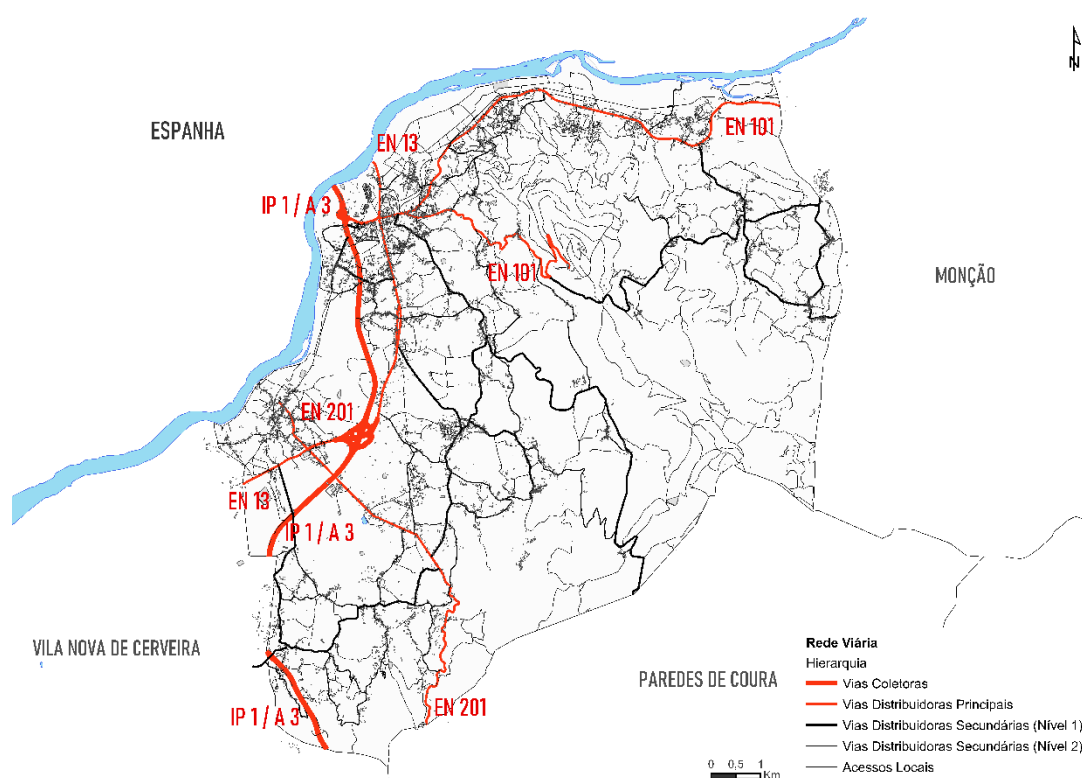 N
ESPANHA
EN 13
EN 101
IP 1 / A 3
EN 101
MONÇÃO
EN 201
EN 13
IP 1 / A 3
VILA NOVA DE CERVEIRA
PAREDES DE COURA
EN 201
IP 1 / A 3
Rede Viária
Hierarquia
Vias Coletoras
Vias Distribuidoras Principais
Vias Distribuidoras Secundárias (Nível 1)
Vias Distribuidoras Secundárias (Nível 2)
Acessos Locais
0 0,5 1
Km